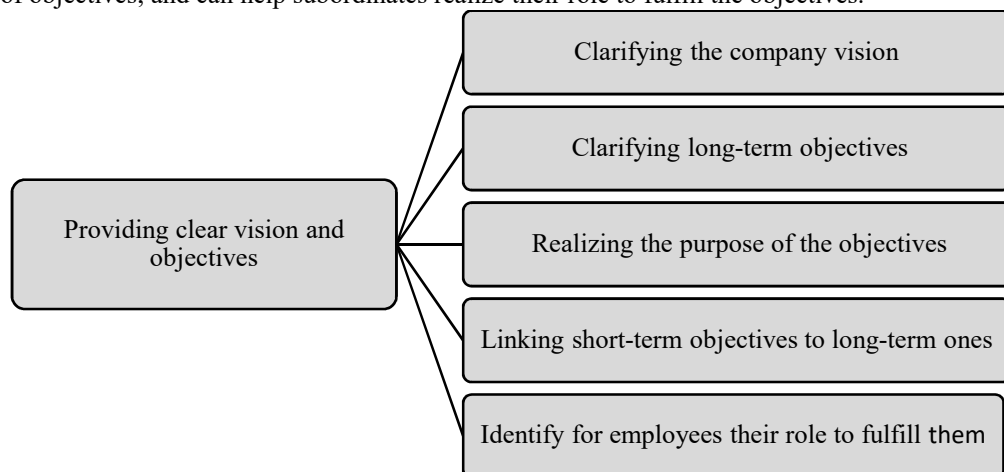 of objectives, and can help subordinates realize their role to fulfill the objectives.
Clarifying the company vision
Clarifying long-term objectives
Providing clear vision and
objectives
Realizing the purpose of the objectives
Linking short-term objectives to long-term ones
Identify for employees their role to fulfill them